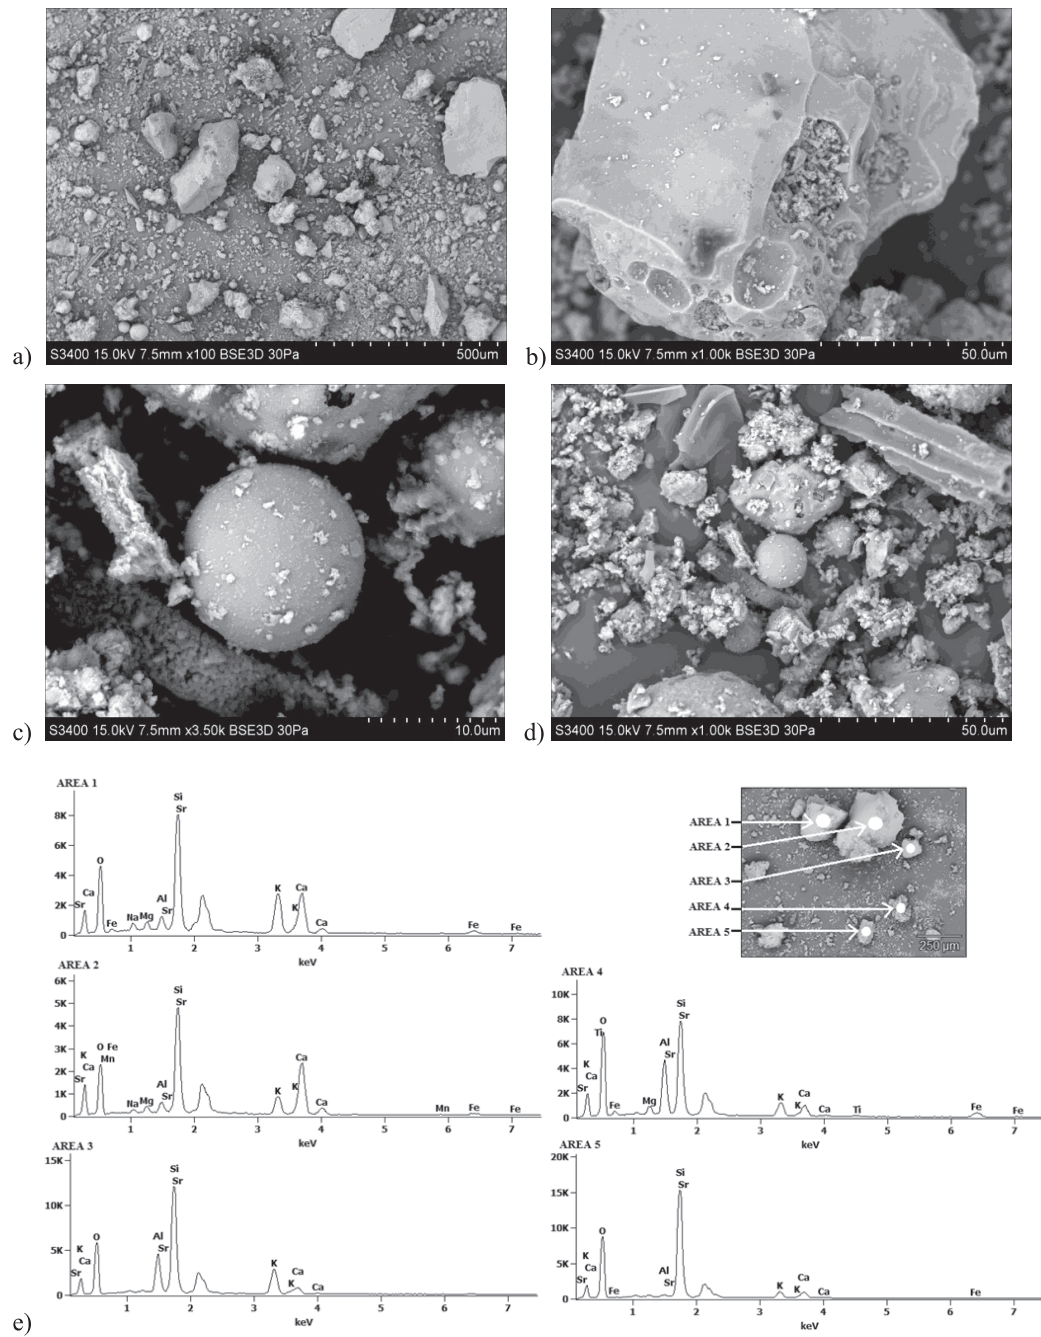 a)
S3400 15.0kV 7.5mm x100 BSE3D 30Pa 500um
b)
S3400 15.0kV 7.5mm x1.00k BSE3D 30Pa 50.0um
c)
S3400 15.0kV 7.5mm x3.50k BSE3D 30Pa 10.0um
d)
S3400 15.0kV 7.5mm x1.00k BSE3D 30Pa 50.0um
AREA 1
Si
Sr
8K
6K
O
4K
K
Ca
Ca
2K
Sr
Fe
Na
Mg
Al
Sr
K
Ca
Fe
Fe
0
1 2 3 4 5 6 7
keV
AREA 1
AREA 2
AREA 3
AREA 4
AREA 5
250 µm
AREA 2
6K
Si
Sr
5K
4K
3K
O Fe
K
Mn
Ca
Ca
2K
Sr
Al
Sr
1K
Na
Mg
K
K
Ca
Mn
Fe
Fe
0
1 2 3 4 5 6 7
keV
AREA 4
10K
Si
Sr
8K
O
Ti
6K
Al
Sr
4K
K
Ca
Sr
2K
Fe
Mg
K
K
Ca
Ca
Ti
Fe
Fe
0
1 2 3 4 5 6 7
keV
AREA 3
15K
Si
Sr
10K
O
Al
Sr
K
Ca
5K
Sr
K
K
Ca
Ca
0
1 2 3 4 5 6 7
keV
AREA 5
20K
Si
Sr
15K
10K
O
K
Ca
5K
Sr
Fe
Al
Sr
K
K
Ca
Ca
Fe
0
1 2 3 4 5 6 7
keV
e)